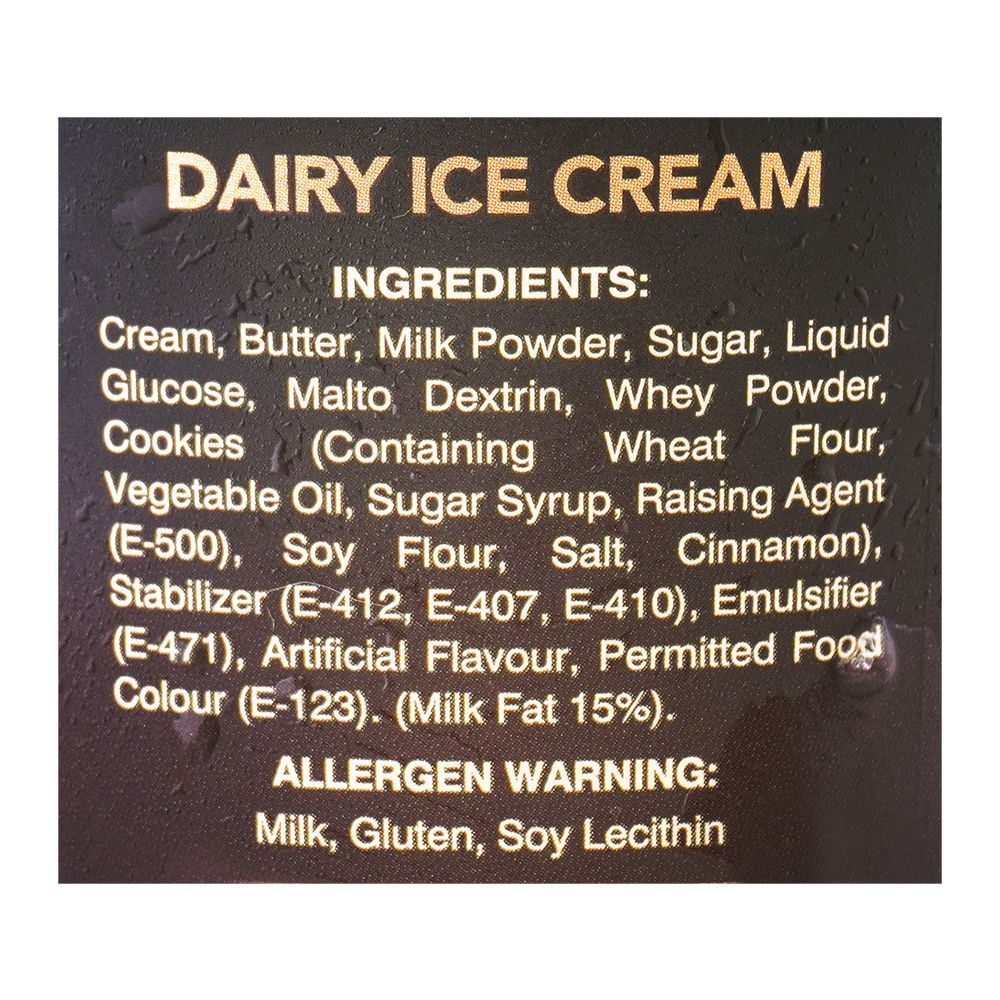 DAIRY ICE CREAM
INGREDIENTS:
Cream, Butter, Milk Powder, Sugar, Liquid
Glucose, Malto Dextrin, Whey Powder,
Cookies (Containing Wheat Flour,
Vegetable Oil, Sugar Syrup, Raising Agent
(E-500), Soy Flour, Salt, Cinnamon),
Stabilizer (E-412, E-407, E-410), Emulsifier
(E-471), Artificial Flavour, Permitted Food
Colour (E-123). (Milk Fat 15%).
ALLERGEN WARNING:
Milk, Gluten, Soy Lecithin